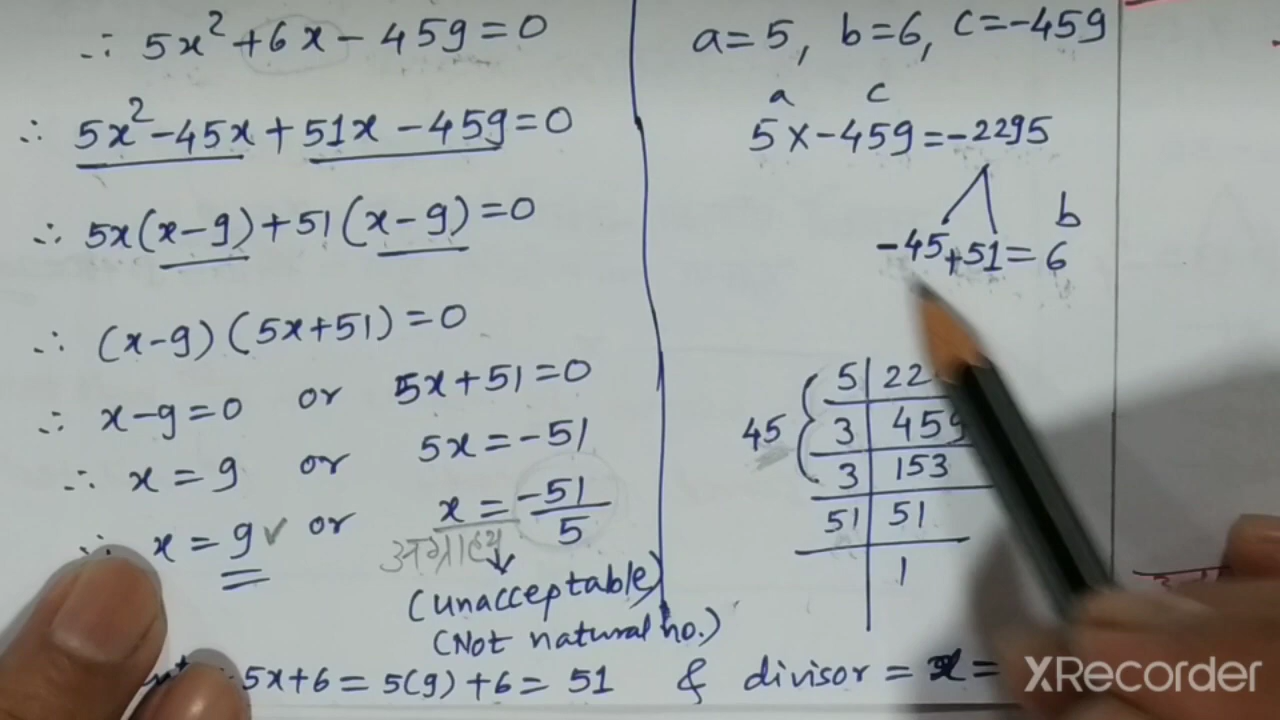 ∴ 5x²+6x-459=0
∴ 5x²-45x+51x-459=0
∴ 5x(x-9)+51(x-9)=0
∴ (x-9)(5x+51)=0
∴ x-9=0 or 5x+51=0
∴ x=9 or 5x=-51
∴ x=9✓ or x=-51/5
अग्राह्य
(Unacceptable)
(Not natural no.)
5x+6=5(9)+6=51 & divisor=x=
a=5, b=6, c=-459
a c
5x-459=-2295
b
-45+51=6
5 | 22
45 { 3 | 459
3 | 153
51 | 51
1
XRecorder